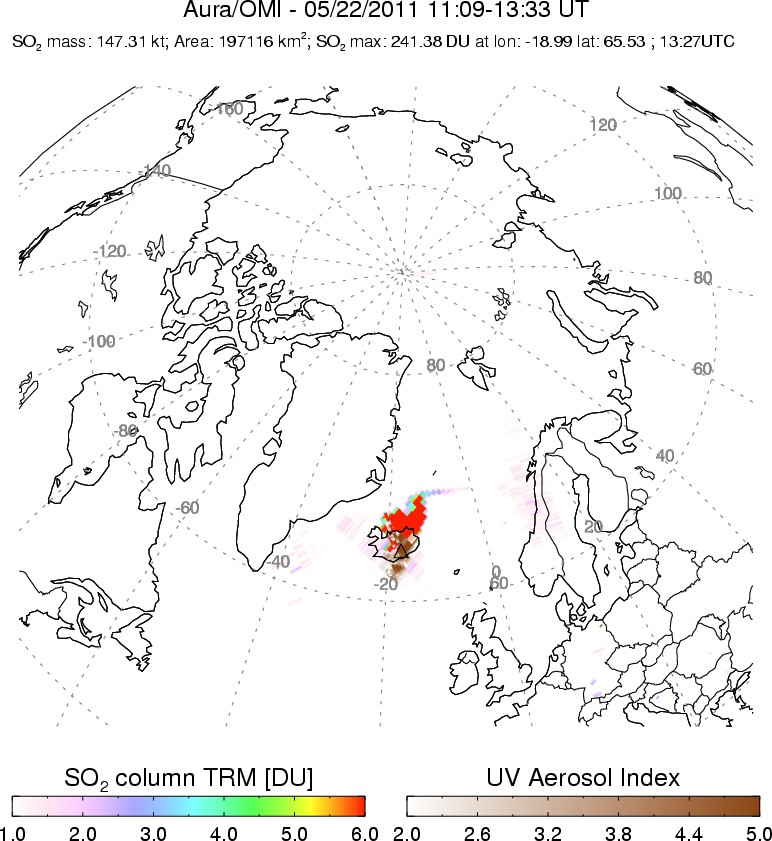 Aura/OMI - 05/22/2011 11:09-13:33 UT
SO₂ mass: 147.31 kt; Area: 197116 km²; SO₂ max: 241.38 DU at lon: -18.99 lat: 65.53 ; 13:27UTC
-160
120
-140
100
-120
80
-100
80
60
-80
40
-60
20
-40
-20
0
60
SO₂ column TRM [DU]
UV Aerosol Index
1.0 2.0 3.0 4.0 5.0 6.0
2.0 2.6 3.2 3.8 4.4 5.0